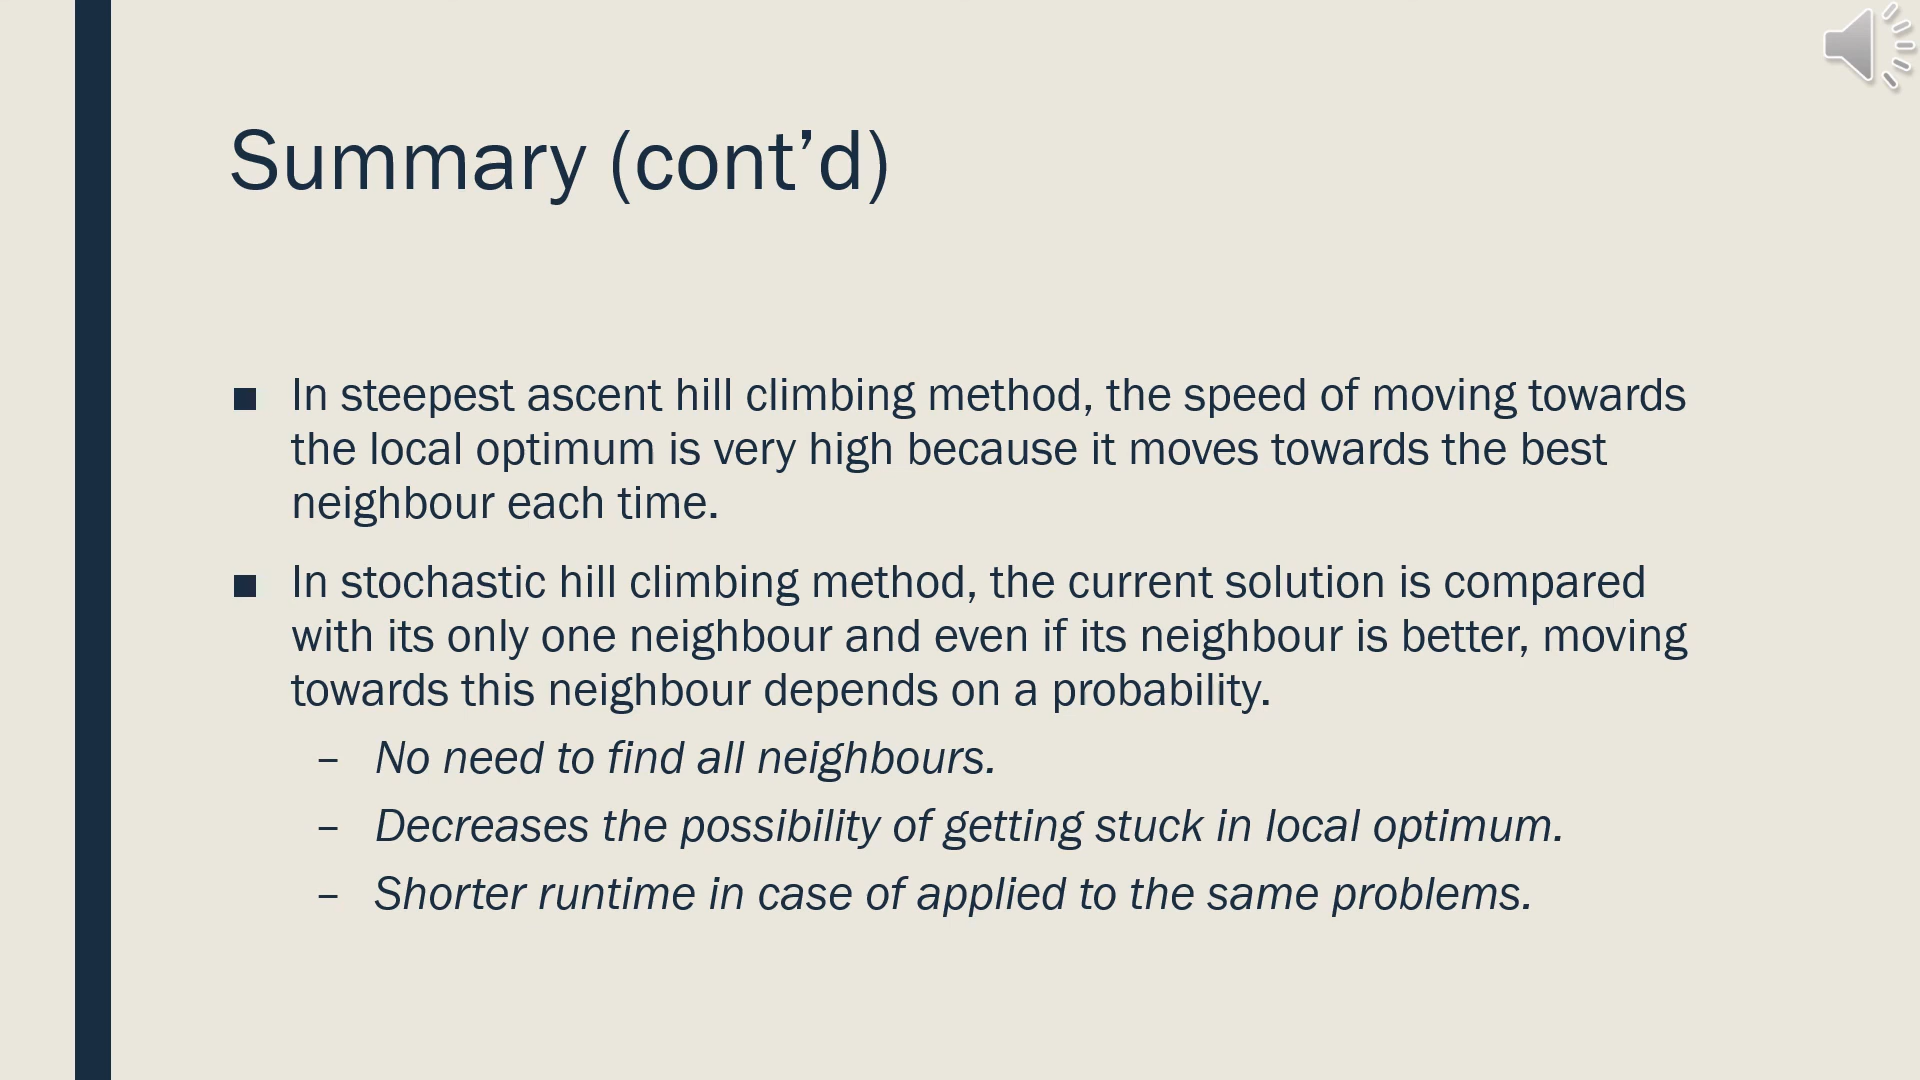 Summary (cont’d)
■ In steepest ascent hill climbing method, the speed of moving towards
the local optimum is very high because it moves towards the best
neighbour each time.
■ In stochastic hill climbing method, the current solution is compared
with its only one neighbour and even if its neighbour is better, moving
towards this neighbour depends on a probability.
– No need to find all neighbours.
– Decreases the possibility of getting stuck in local optimum.
– Shorter runtime in case of applied to the same problems.